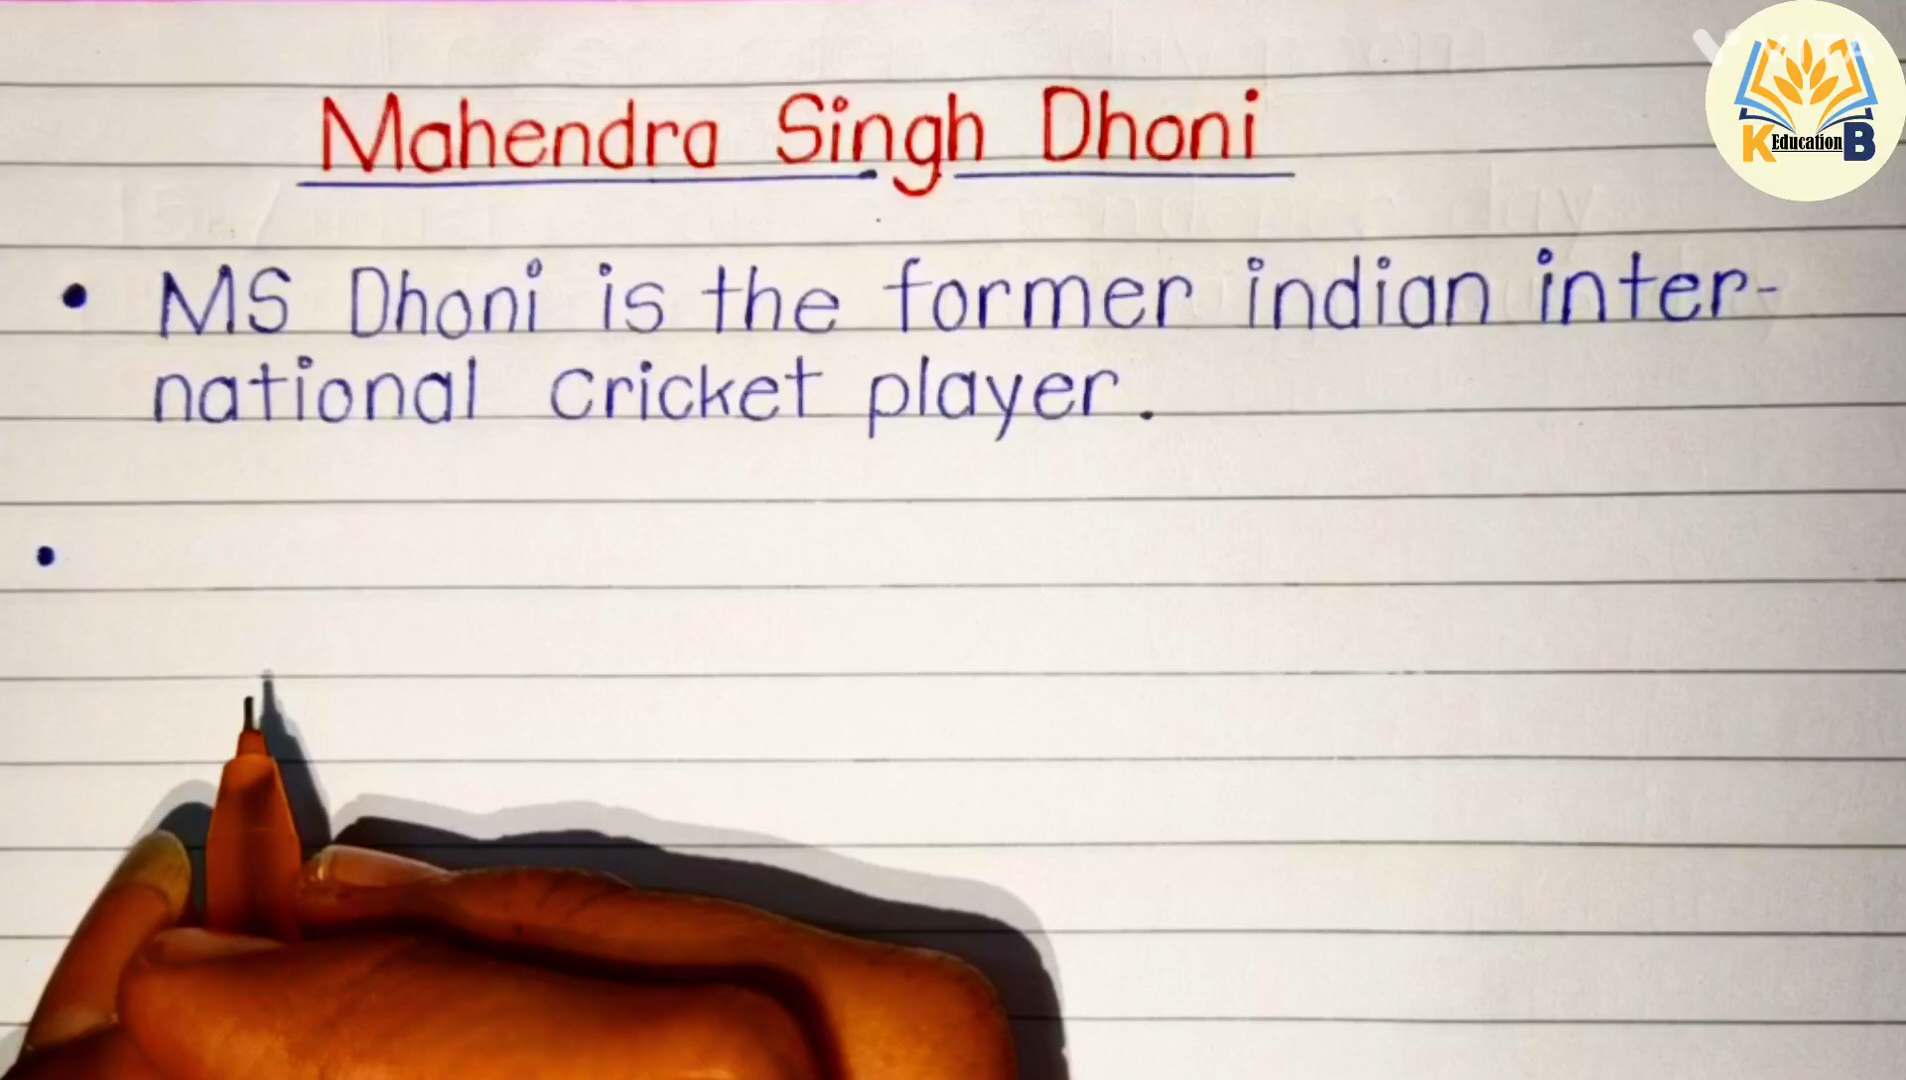 Mahendra Singh Dhoni
• MS Dhoni is the former indian inter-
national cricket player.
•
K Education B